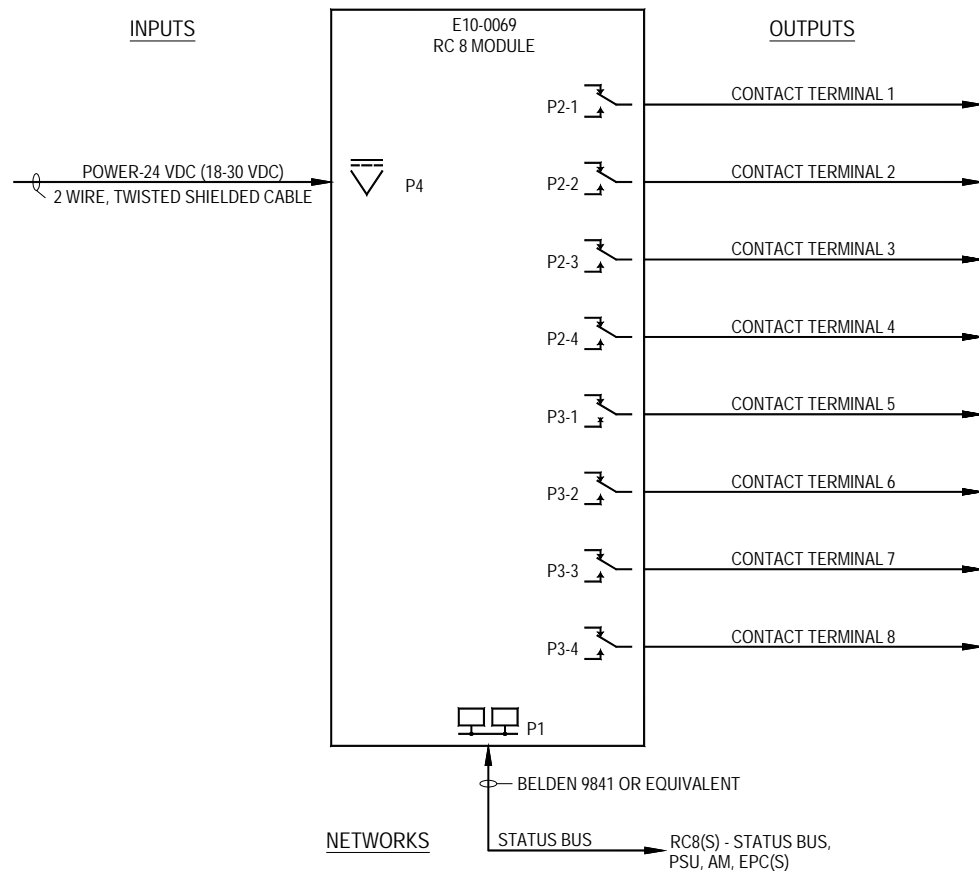 INPUTS
E10-0069
RC 8 MODULE
OUTPUTS
P2-1
CONTACT TERMINAL 1
POWER-24 VDC (18-30 VDC)
2 WIRE, TWISTED SHIELDED CABLE
P4
P2-2
CONTACT TERMINAL 2
P2-3
CONTACT TERMINAL 3
P2-4
CONTACT TERMINAL 4
P3-1
CONTACT TERMINAL 5
P3-2
CONTACT TERMINAL 6
P3-3
CONTACT TERMINAL 7
P3-4
CONTACT TERMINAL 8
P1
BELDEN 9841 OR EQUIVALENT
NETWORKS
STATUS BUS
RC8(S) - STATUS BUS,
PSU, AM, EPC(S)